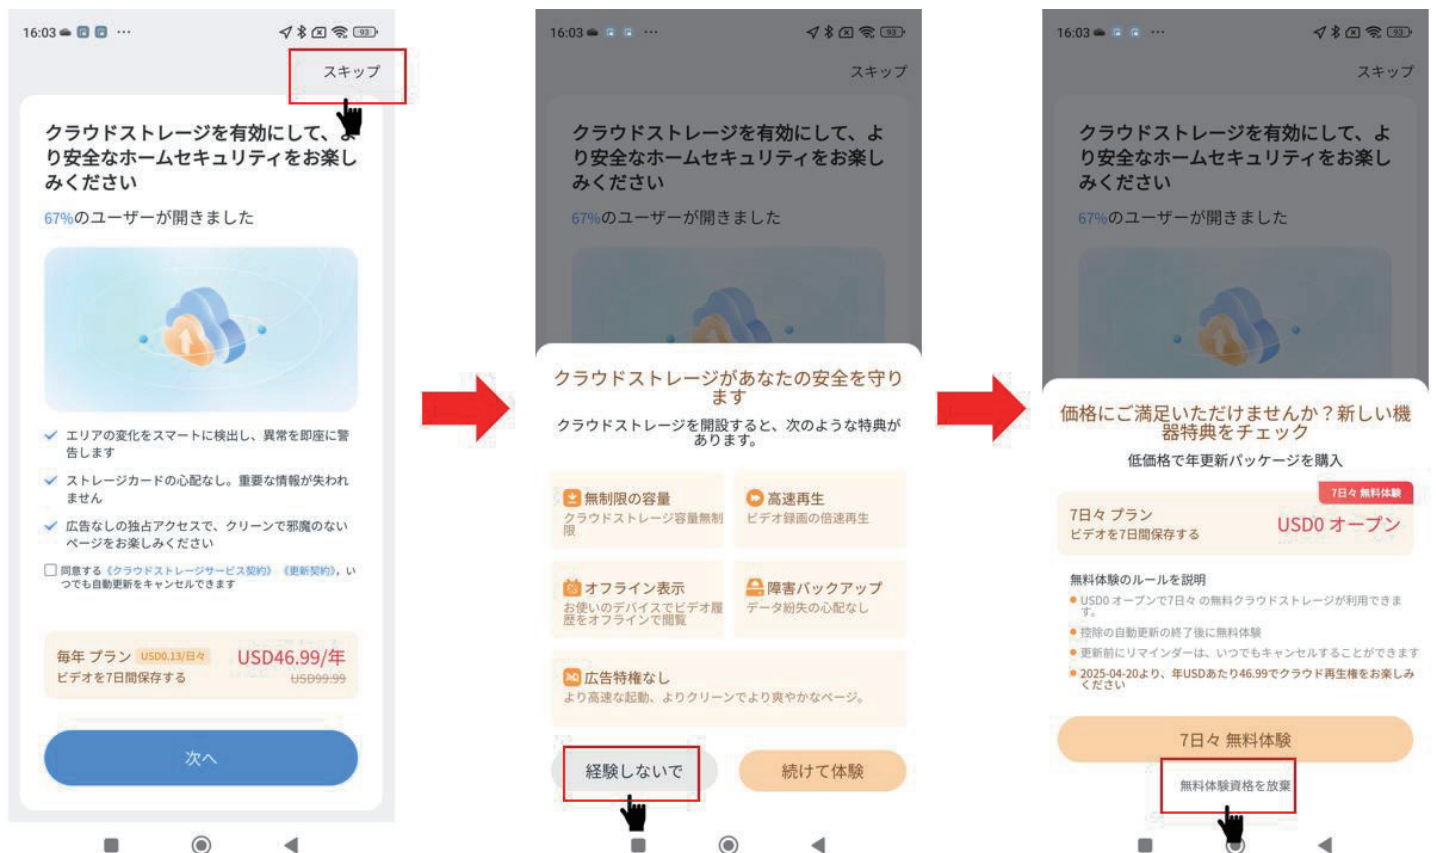 16:03
93
スキップ
クラウドストレージを有効にして、よ
り安全なホームセキュリティをお楽し
みください
67%のユーザーが開きました
エリアの変化をスマートに検出し、異常を即座に警
告します
ストレージカードの心配なし。重要な情報が失われ
ません
広告なしの独占アクセスで、クリーンで邪魔のない
ページをお楽しみください
同意する《クラウドストレージサービス契約》 《更新契約》，い
つでも自動更新をキャンセルできます
毎年 プラン USD0.13/日々 USD46.99/年
ビデオを7日間保存する USD99.99
次へ
16:03
93
スキップ
クラウドストレージを有効にして、よ
り安全なホームセキュリティをお楽し
みください
67%のユーザーが開きました
クラウドストレージがあなたの安全を守り
ます
クラウドストレージを開設すると、次のような特典が
あります。
無制限の容量
クラウドストレージ容量無制
限
高速再生
ビデオ録画の倍速再生
オフライン表示
お使いのデバイスでビデオ履
歴をオフラインで閲覧
障害バックアップ
データ紛失の心配なし
広告特権なし
より高速な起動、よりクリーンでより爽やかなページ。
経験しないで
続けて体験
16:03
93
スキップ
クラウドストレージを有効にして、よ
り安全なホームセキュリティをお楽し
みください
67%のユーザーが開きました
価格にご満足いただけませんか？新しい機
器特典をチェック
低価格で年更新パッケージを購入
7日々 無料体験
7日々 プラン
ビデオを7日間保存する
USD0 オープン
無料体験のルールを説明
USD0 オープンで7日々 の無料クラウドストレージが利用できま
す。
控除の自動更新の終了後に無料体験
更新前にリマインダーは、いつでもキャンセルすることができます
2025-04-20より、年USDあたり46.99でクラウド再生権をお楽しみ
ください
7日々 無料体験
無料体験資格を放棄